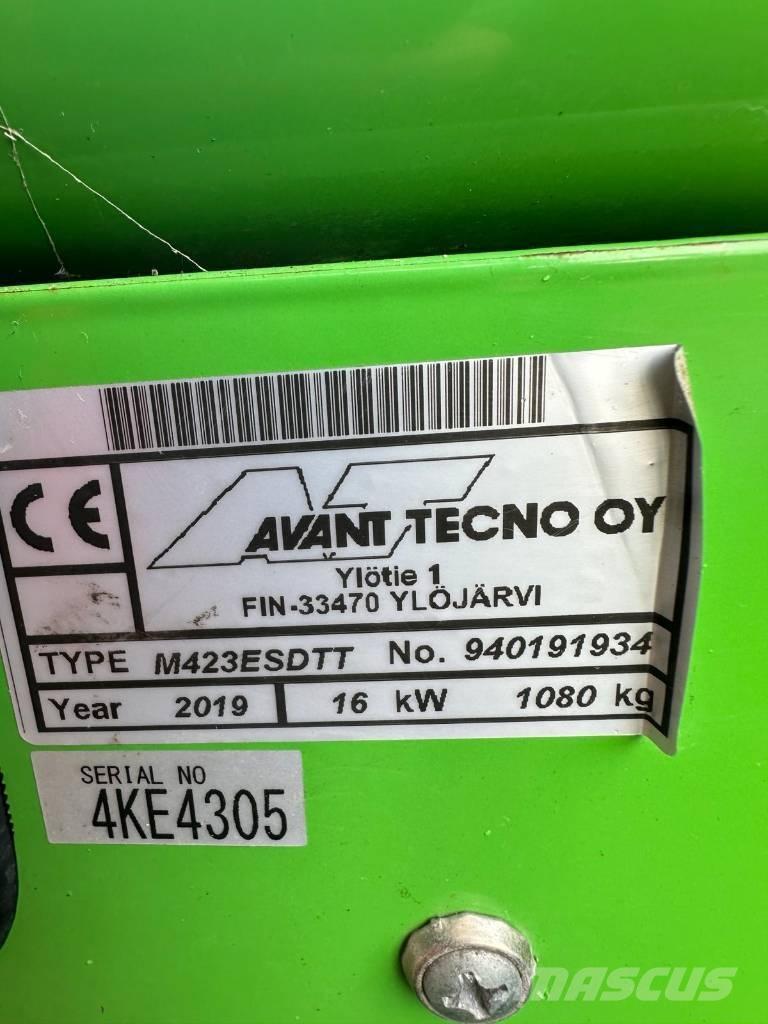 CE
AVANT TECNO OY
Ylötie 1
FIN-33470 YLÖJÄRVI
TYPE M423ESDTT No. 940191934
Year 2019 16 kW 1080 kg
SERIAL NO
4KE4305
MASCUS